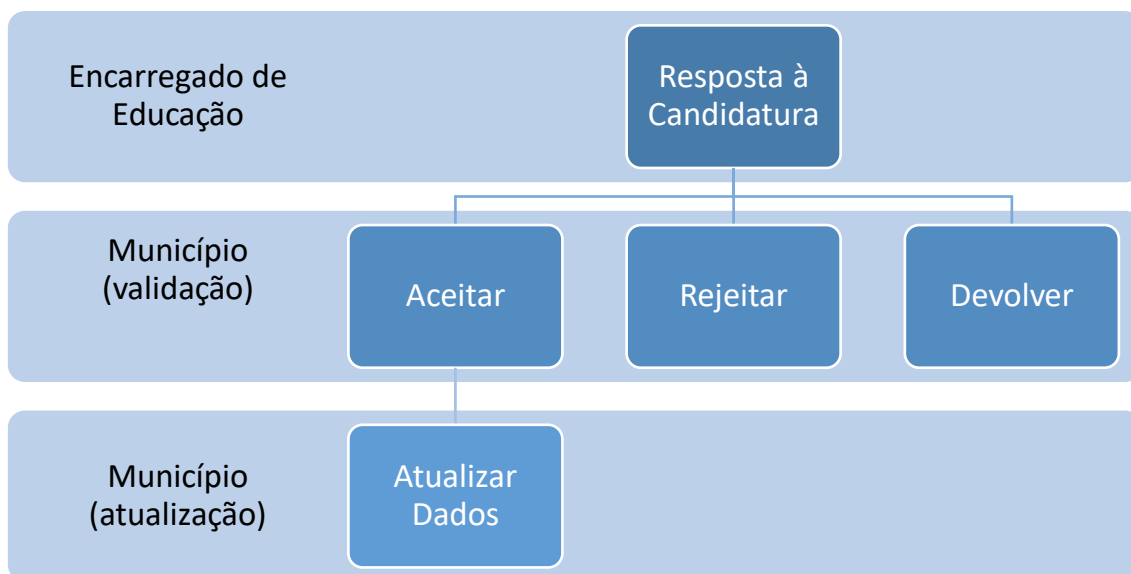 Encarregado de
Educação
Resposta à
Candidatura
Município
(validação)
Aceitar
Rejeitar
Devolver
Município
(atualização)
Atualizar
Dados